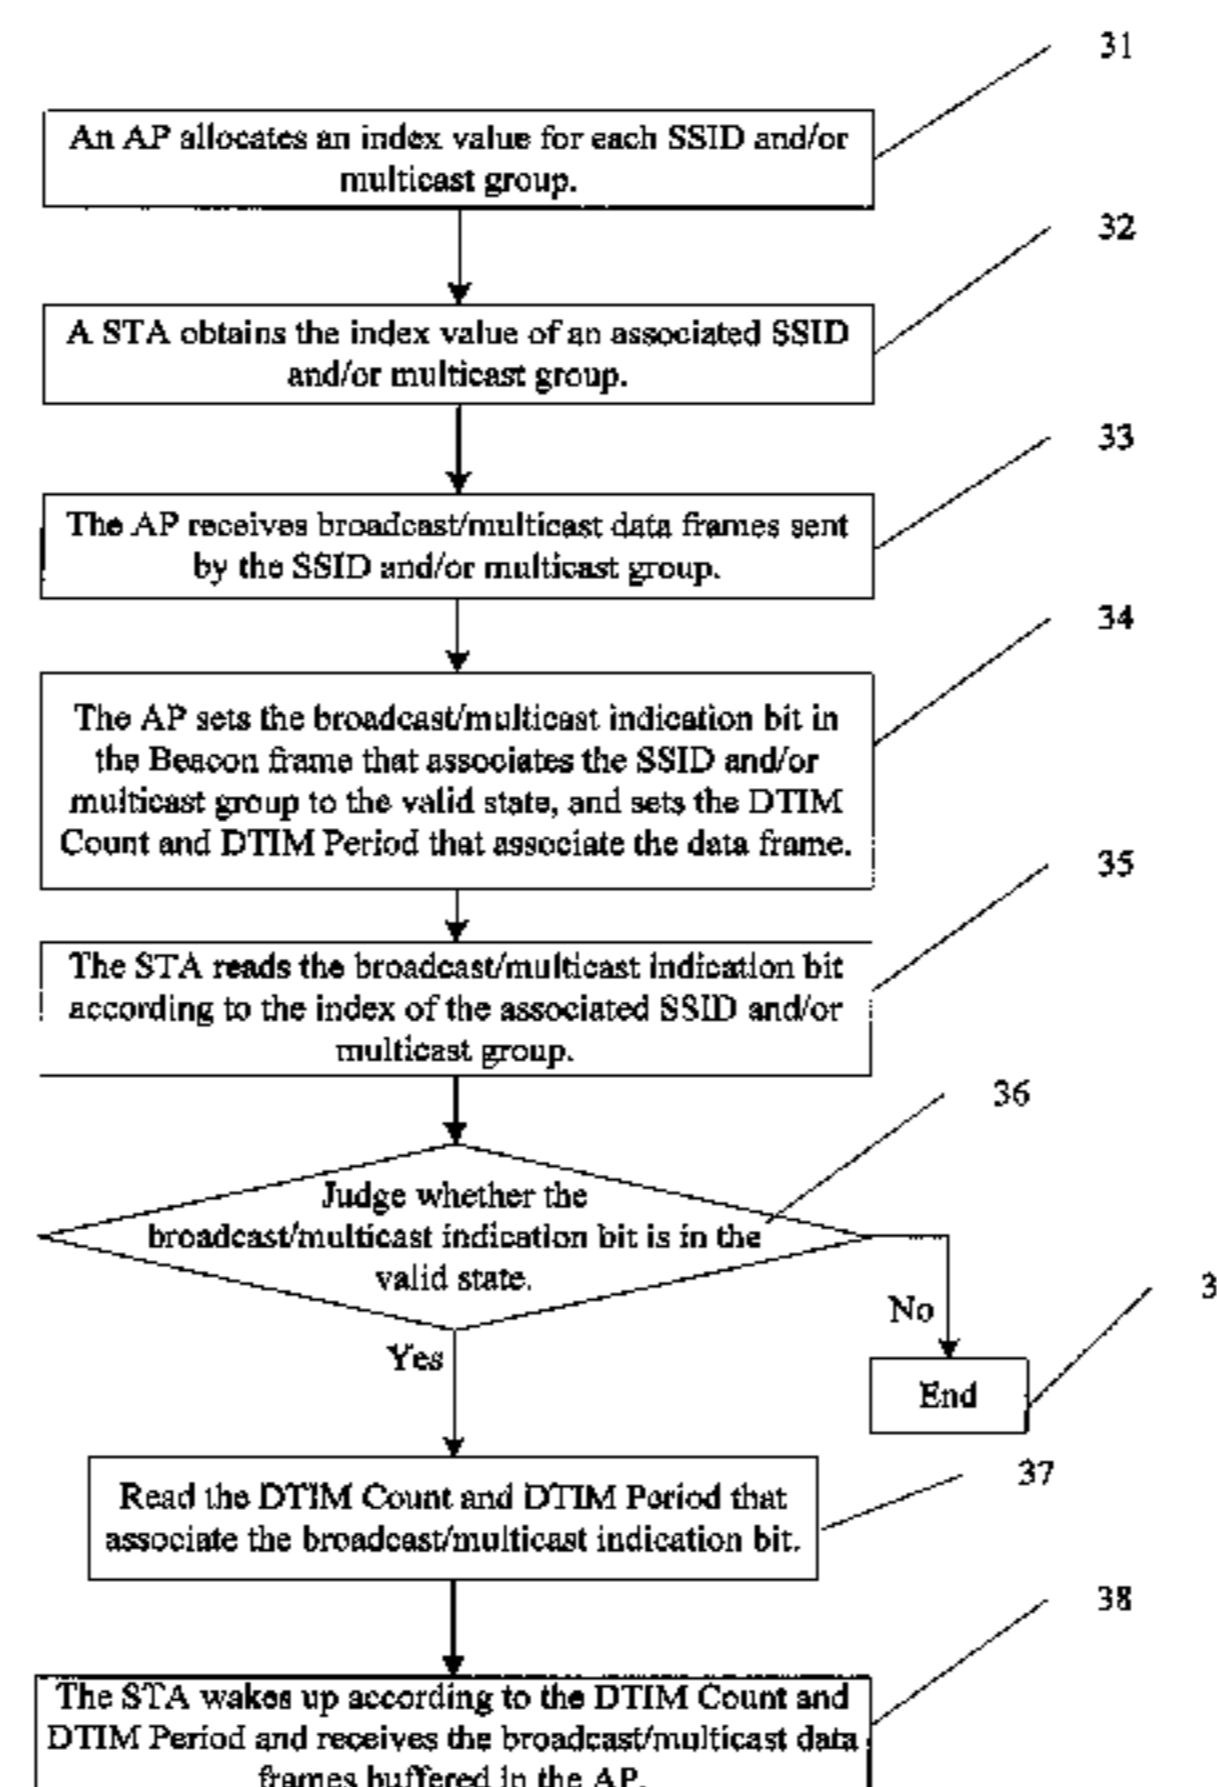 31
An AP allocates an index value for each SSID and/or
multicast group.
32
A STA obtains the index value of an associated SSID
and/or multicast group.
33
The AP receives broadcast/multicast data frames sent
by the SSID and/or multicast group.
34
The AP sets the broadcast/multicast indication bit in
the Beacon frame that associates the SSID and/or
multicast group to the valid state, and sets the DTIM
Count and DTIM Period that associate the data frame.
35
The STA reads the broadcast/multicast indication bit
according to the index of the associated SSID and/or
multicast group.
36
Judge whether the
broadcast/multicast indication bit is in the
valid state.
3
No
Yes
End
37
Read the DTIM Count and DTIM Period that
associate the broadcast/multicast indication bit.
38
The STA wakes up according to the DTIM Count and
DTIM Period and receives the broadcast/multicast data
frames buffered in the AP.